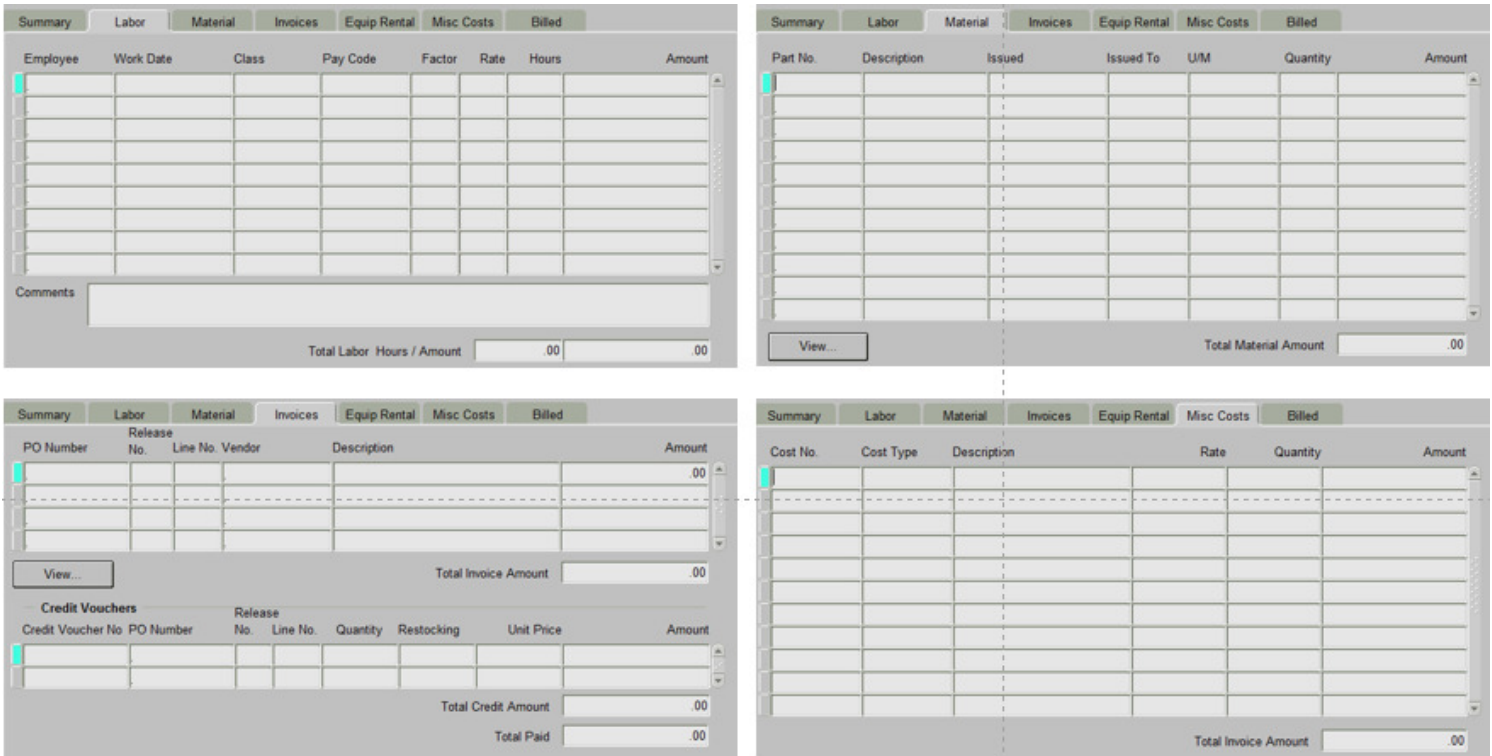 Summary Labor Material Invoices Equip Rental Misc Costs Billed
Employee Work Date Class Pay Code Factor Rate Hours Amount
Comments
Total Labor Hours / Amount .00 .00
Summary Labor Material Invoices Equip Rental Misc Costs Billed
Part No. Description Issued Issued To U/M Quantity Amount
View...
Total Material Amount .00
Summary Labor Material Invoices Equip Rental Misc Costs Billed
PO Number Release No. Line No. Vendor Description Amount
.00
View...
Total Invoice Amount .00
Credit Vouchers
Credit Voucher No PO Number Release No. Line No. Quantity Restocking Unit Price Amount
Total Credit Amount .00
Total Paid .00
Summary Labor Material Invoices Equip Rental Misc Costs Billed
Cost No. Cost Type Description Rate Quantity Amount
Total Invoice Amount .00